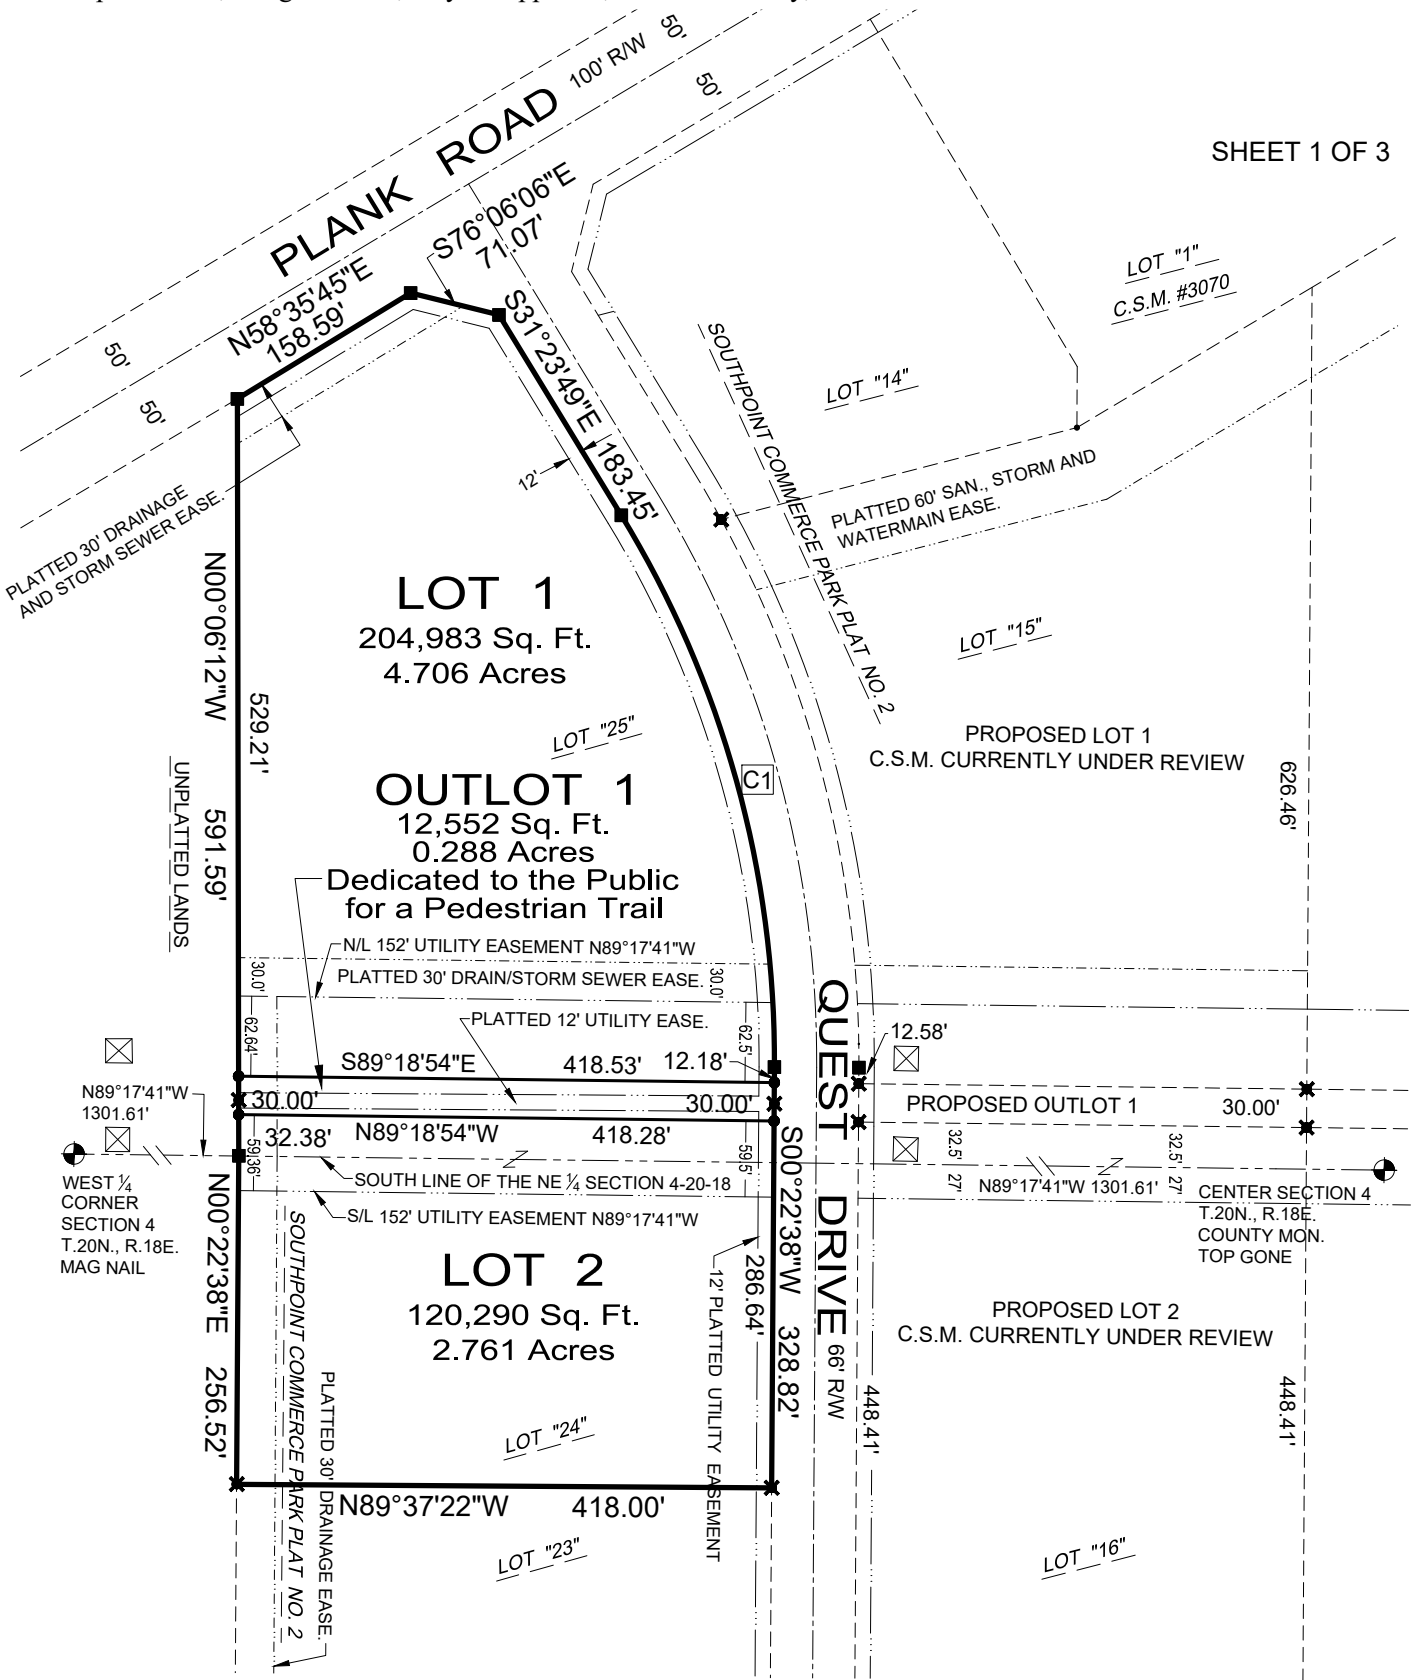 SHEET 1 OF 3
PLANK ROAD 100' R/W
50'
50'
50'
50'
N58°35'45"E
158.59'
S76°06'06"E
71.07'
S31°23'49"E 183.45'
12'
LOT "1"
C.S.M. #3070
LOT "14"
SOUTHPOINT COMMERCE PARK PLAT NO. 2
PLATTED 60' SAN., STORM AND
WATERMAIN EASE.
PLATTED 30' DRAINAGE
AND STORM SEWER EASE.
LOT 1
204,983 Sq. Ft.
4.706 Acres
LOT "15"
N00°06'12"W 591.59'
529.21'
UNPLATTED LANDS
LOT "25"
C1
PROPOSED LOT 1
C.S.M. CURRENTLY UNDER REVIEW
626.46'
OUTLOT 1
12,552 Sq. Ft.
0.288 Acres
Dedicated to the Public
for a Pedestrian Trail
N/L 152' UTILITY EASEMENT N89°17'41"W
30.0'
PLATTED 30' DRAIN/STORM SEWER EASE.
30.0'
PLATTED 12' UTILITY EASE.
62.64'
62.5'
S89°18'54"E 418.53'
12.18'
12.58'
QUEST DRIVE 66' R/W
N89°17'41"W
1301.61'
30.00'
30.00'
PROPOSED OUTLOT 1
30.00'
32.38'
N89°18'54"W 418.28'
59.36'
59.5'
32.5'
27'
32.5'
27'
SOUTH LINE OF THE NE ¼ SECTION 4-20-18
N89°17'41"W 1301.61'
S/L 152' UTILITY EASEMENT N89°17'41"W
WEST ¼
CORNER
SECTION 4
T.20N., R.18E.
MAG NAIL
CENTER SECTION 4
T.20N., R.18E.
COUNTY MON.
TOP GONE
N00°22'38"E 256.52'
S00°22'38"W 328.82'
286.64'
LOT 2
120,290 Sq. Ft.
2.761 Acres
12' PLATTED UTILITY EASEMENT
PROPOSED LOT 2
C.S.M. CURRENTLY UNDER REVIEW
SOUTHPOINT COMMERCE PARK PLAT NO. 2
PLATTED 30' DRAINAGE EASE.
448.41'
448.41'
LOT "24"
N89°37'22"W 418.00'
LOT "23"
LOT "16"